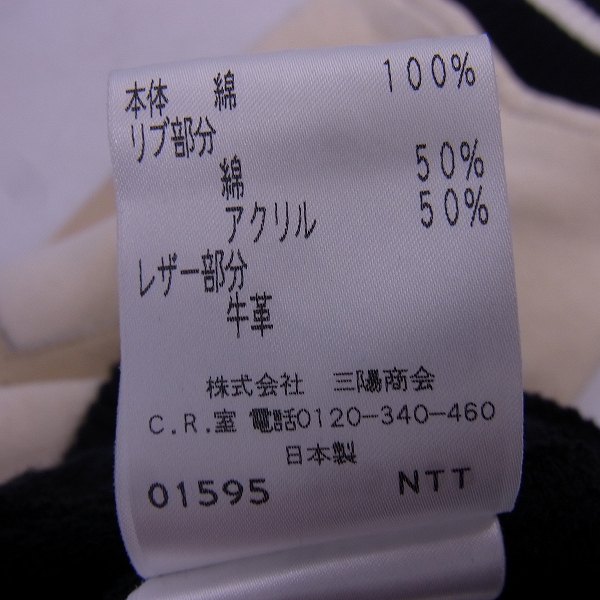 本体 綿 100%
リブ部分
綿 50%
アクリル 50%
レザー部分
牛革
株式会社 三陽商会
C.R.室 電話0120-340-460
日本製
01595 NTT